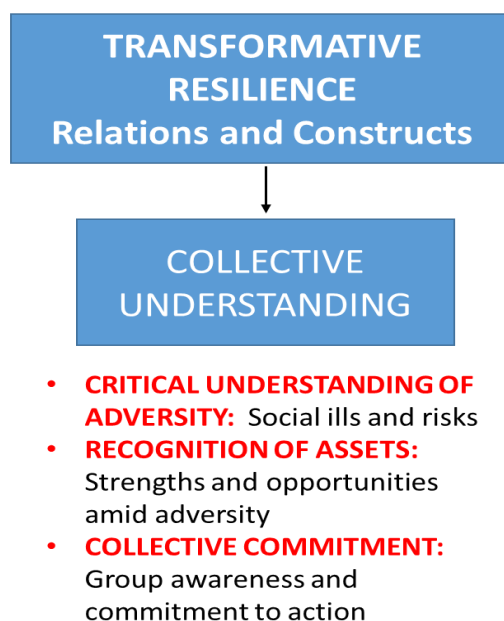 TRANSFORMATIVE
RESILIENCE
Relations and Constructs
COLLECTIVE
UNDERSTANDING
• CRITICAL UNDERSTANDING OF
ADVERSITY: Social ills and risks
• RECOGNITION OF ASSETS:
Strengths and opportunities
amid adversity
• COLLECTIVE COMMITMENT:
Group awareness and
commitment to action